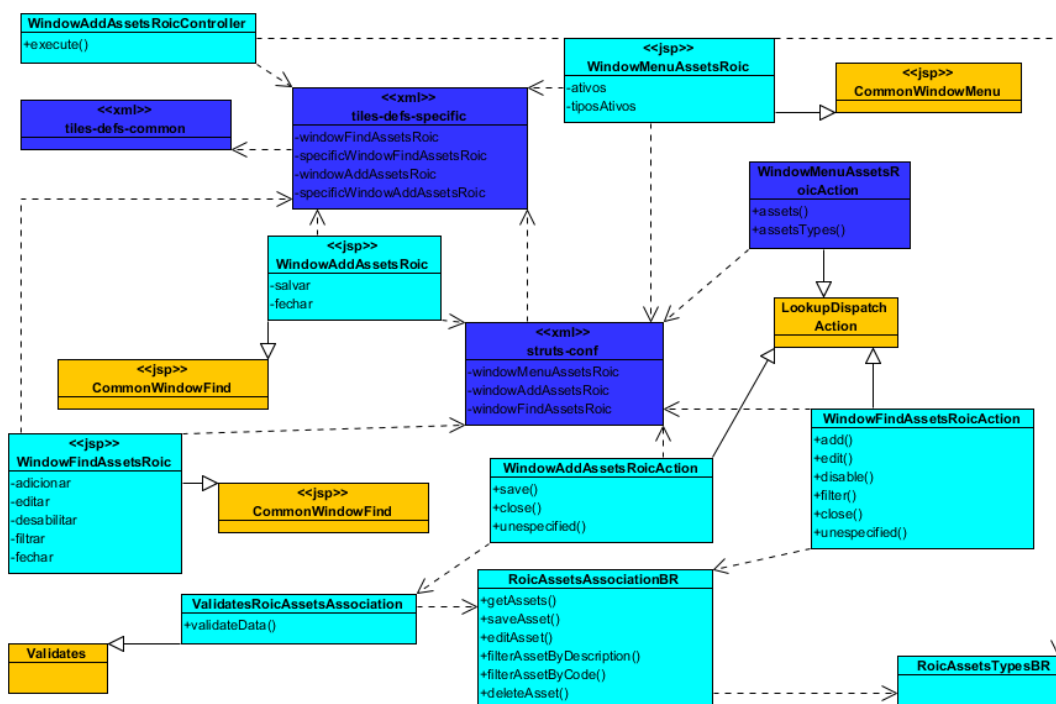 WindowAddAssetsRoicController
+execute()
<<jsp>>
WindowMenuAssetsRoic
-ativos
-tiposAtivos
<<jsp>>
CommonWindowMenu
<<xml>>
tiles-defs-common
<<xml>>
tiles-defs-specific
-windowFindAssetsRoic
-specificWindowFindAssetsRoic
-windowAddAssetsRoic
-specificWindowAddAssetsRoic
WindowMenuAssetsR
oicAction
+assets()
+assetsTypes()
<<jsp>>
WindowAddAssetsRoic
-salvar
-fechar
LookupDispatch
Action
<<xml>>
struts-conf
-windowMenuAssetsRoic
-windowAddAssetsRoic
-windowFindAssetsRoic
<<jsp>>
CommonWindowFind
<<jsp>>
WindowFindAssetsRoic
-adicionar
-editar
-desabilitar
-filtrar
-fechar
<<jsp>>
CommonWindowFind
WindowAddAssetsRoicAction
+save()
+close()
+unespecified()
WindowFindAssetsRoicAction
+add()
+edit()
+disable()
+filter()
+close()
+unespecified()
ValidatesRoicAssetsAssociation
+validateData()
RoicAssetsAssociationBR
+getAssets()
+saveAsset()
+editAsset()
+filterAssetByDescription()
+filterAssetByCode()
+deleteAsset()
Validates
RoicAssetsTypesBR